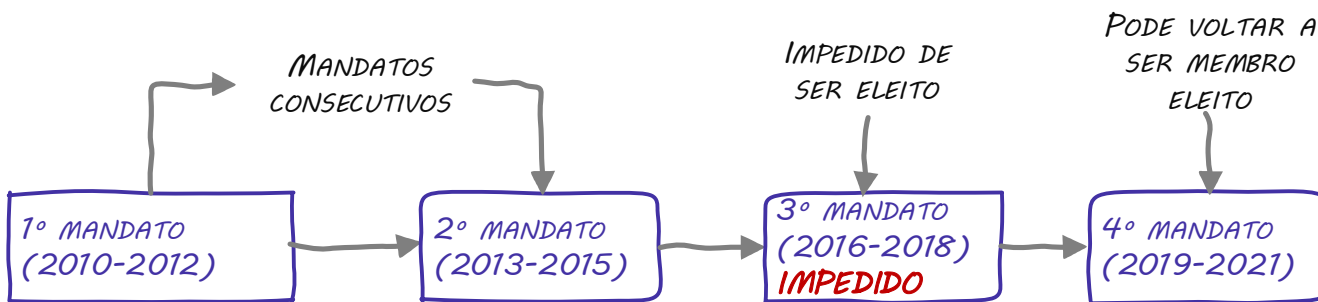 MANDATOS
CONSECUTIVOS
IMPEDIDO DE
SER ELEITO
PODE VOLTAR A
SER MEMBRO
ELEITO
1º MANDATO
(2010-2012)
2º MANDATO
(2013-2015)
3º MANDATO
(2016-2018)
IMPEDIDO
4º MANDATO
(2019-2021)